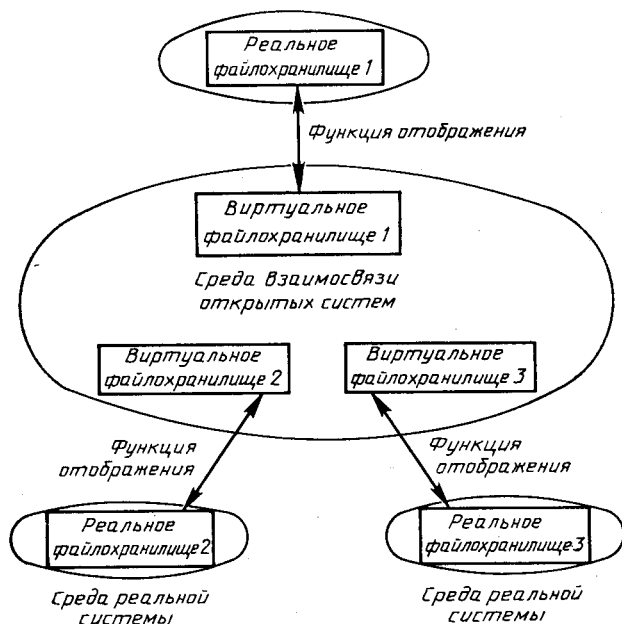 Реальное
файлохранилище 1
Функция отображения
Виртуальное
файлохранилище 1
Среда взаимосвязи
открытых систем
Виртуальное
файлохранилище 2
Виртуальное
файлохранилище 3
Функция
отображения
Функция
отображения
Реальное
файлохранилище 2
Реальное
файлохранилище 3
Среда реальной
системы
Среда реальной
системы